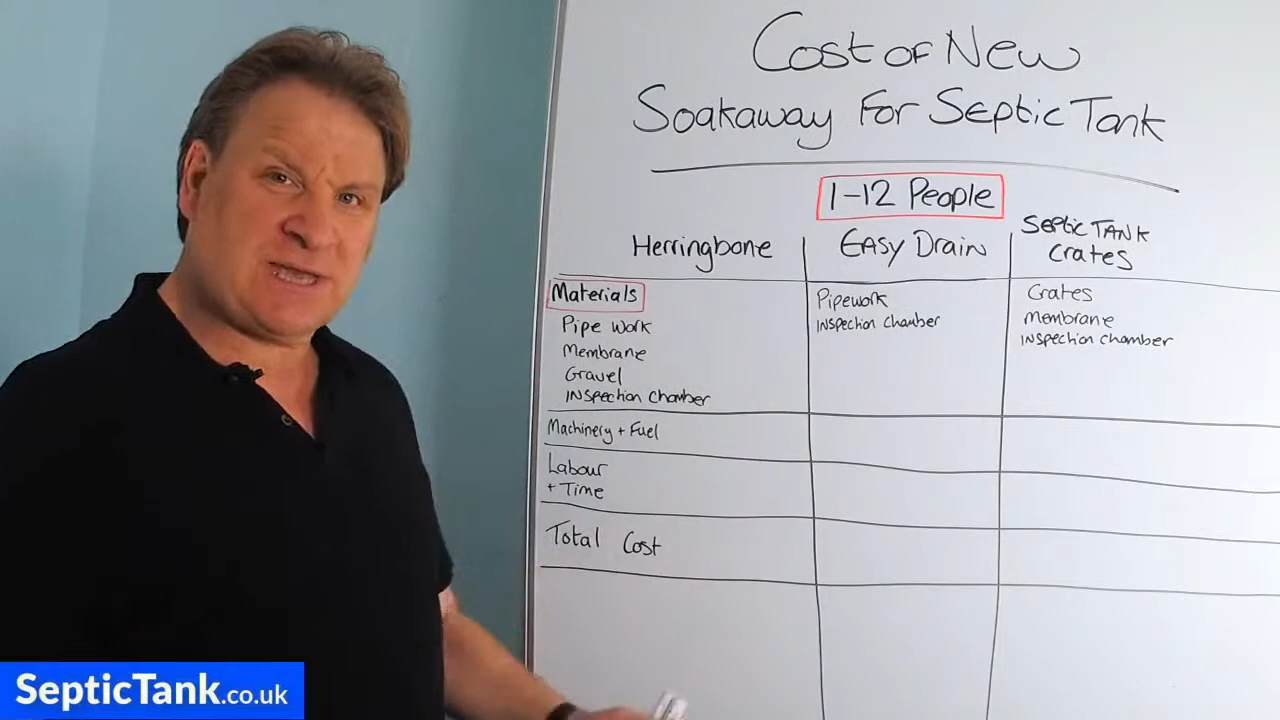 Cost of New
Soakaway For Septic Tank
1-12 People
Herringbone
EASY Drain
SEPTIC TANK
Crates
Materials
Pipe work
Membrane
Gravel
INSpection Chamber
Pipework
INSPection chamber
Crates
Membrane
INSpection chamber
Machinery + Fuel
Labour
+ Time
Total Cost
SepticTank.co.uk